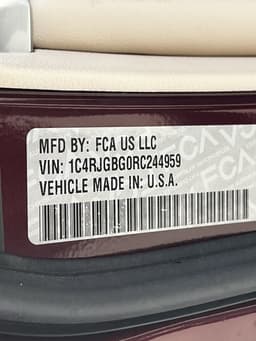 MFD BY: FCA US LLC
VIN: 1C4RJGBG0RC244959
VEHICLE MADE IN: U.S.A.